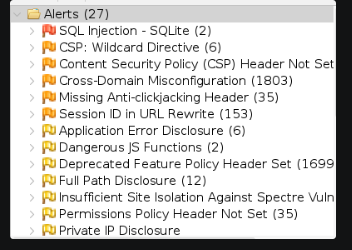 Alerts (27)
SQL Injection - SQLite (2)
CSP: Wildcard Directive (6)
Content Security Policy (CSP) Header Not Set
Cross-Domain Misconfiguration (1803)
Missing Anti-clickjacking Header (35)
Session ID in URL Rewrite (153)
Application Error Disclosure (6)
Dangerous JS Functions (2)
Deprecated Feature Policy Header Set (1699
Full Path Disclosure (12)
Insufficient Site Isolation Against Spectre Vuln
Permissions Policy Header Not Set (35)
Private IP Disclosure